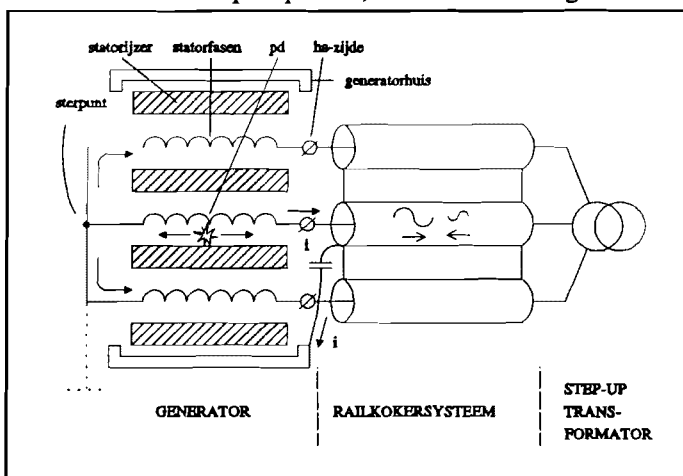 statorijzer statorfasen pd hs-zijde
generatorhuis
sterpunt
i
i
GENERATOR RAILKOKERSYSTEEM STEP-UP
TRANS-
FORMATOR